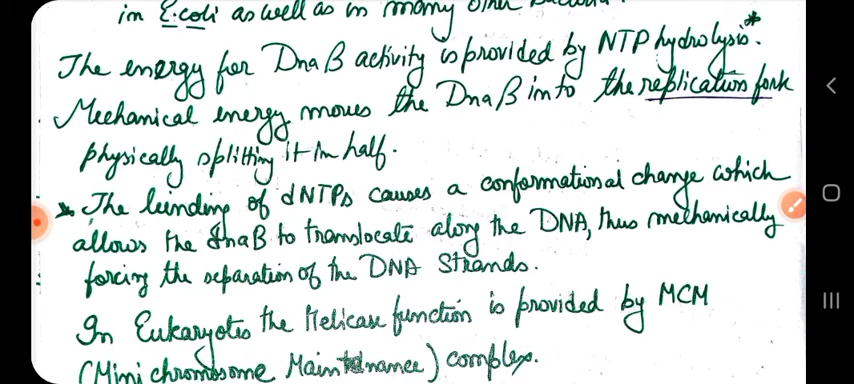 in E.coli as well as in many other
The energy for DnaB activity is provided by NTP hydrolysis*.
Mechanical energy moves the DnaB into the replication fork
physically splitting it in half.
* The binding of dNTPs causes a conformational change which
allows the dnaB to translocate along the DNA, thus mechanically
forcing the separation of the DNA Strands.
In Eukaryotes the Helicase function is provided by MCM
(Mini chromosome Maintenance) complex.